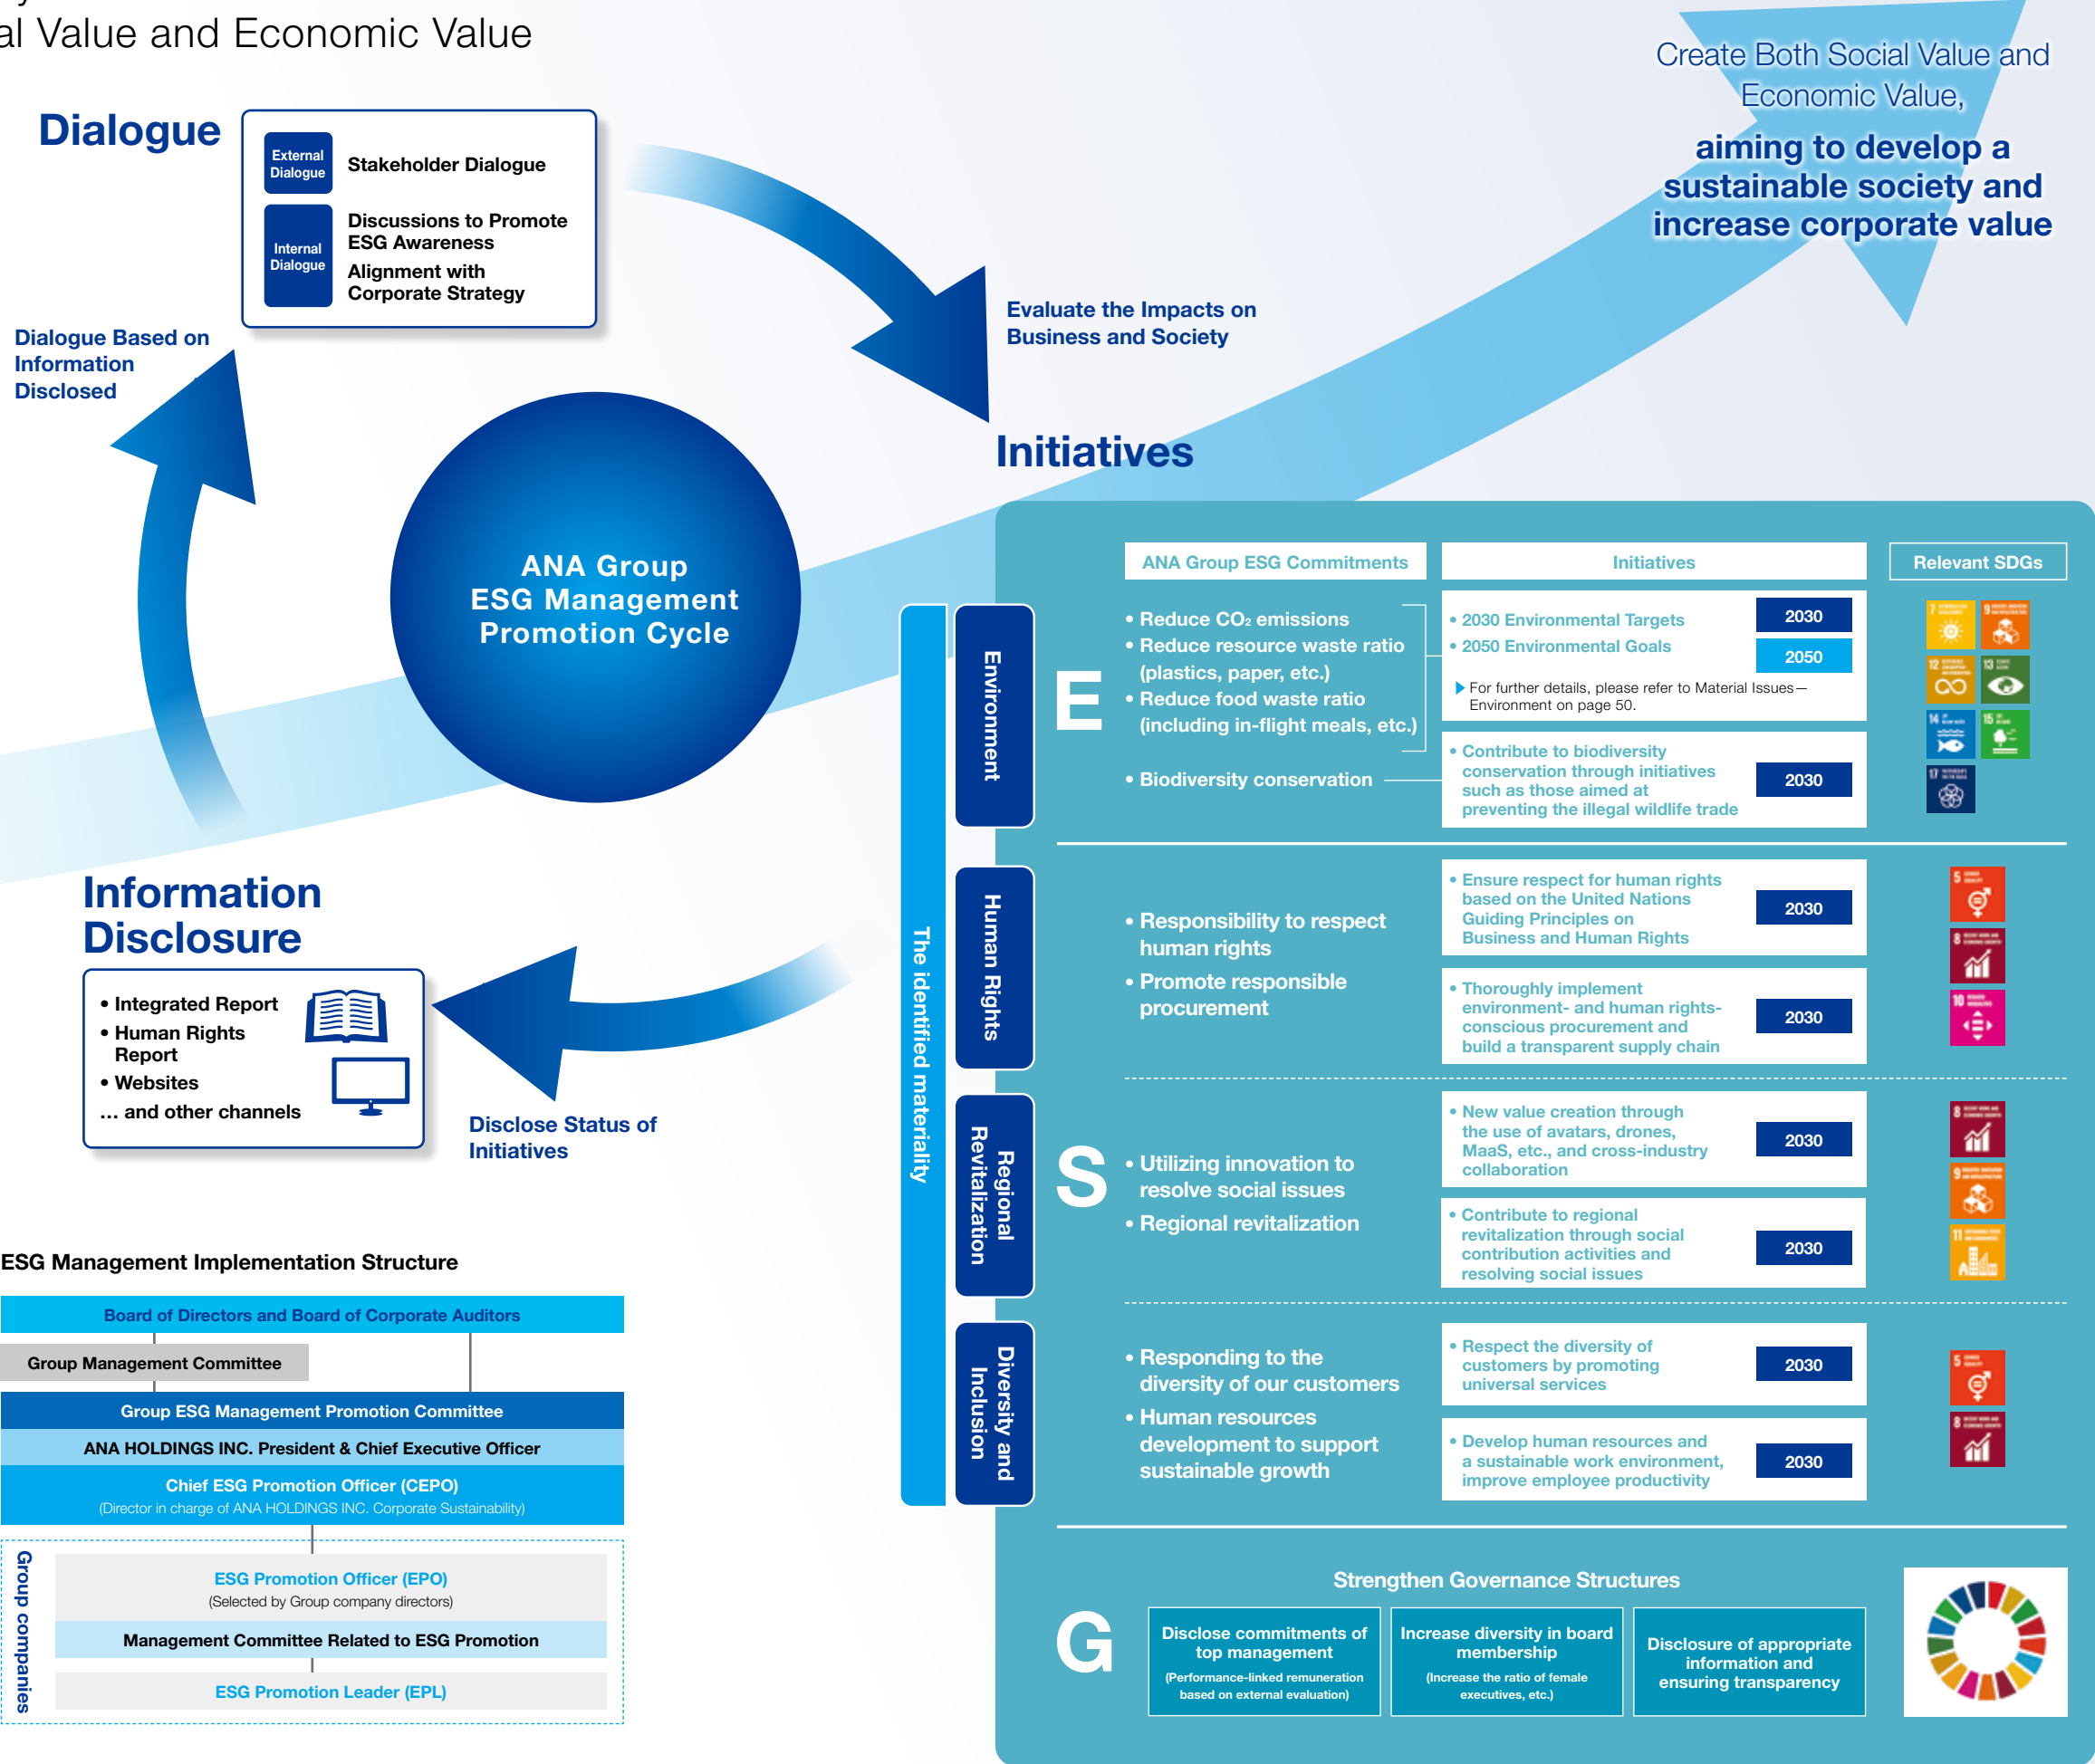 al Value and Economic Value
Create Both Social Value and
Economic Value,
aiming to develop a
sustainable society and
increase corporate value
Dialogue
External
Dialogue
Stakeholder Dialogue
Internal
Dialogue
Discussions to Promote
ESG Awareness
Alignment with
Corporate Strategy
Dialogue Based on
Information
Disclosed
Evaluate the Impacts on
Business and Society
ANA Group
ESG Management
Promotion Cycle
Information
Disclosure
• Integrated Report
• Human Rights
Report
• Websites
... and other channels
Disclose Status of
Initiatives
Initiatives
ANA Group ESG Commitments
Initiatives
Relevant SDGs
The identified materiality
Environment
E
• Reduce CO₂ emissions
• Reduce resource waste ratio
(plastics, paper, etc.)
• Reduce food waste ratio
(including in-flight meals, etc.)
• Biodiversity conservation
• 2030 Environmental Targets
2030
• 2050 Environmental Goals
2050
For further details, please refer to Material Issues—
Environment on page 50.
• Contribute to biodiversity
conservation through initiatives
such as those aimed at
preventing the illegal wildlife trade
2030
7
9
12
13
14
15
17
Human Rights
S
• Responsibility to respect
human rights
• Promote responsible
procurement
• Ensure respect for human rights
based on the United Nations
Guiding Principles on
Business and Human Rights
2030
• Thoroughly implement
environment- and human rights-
conscious procurement and
build a transparent supply chain
2030
5
8
10
Regional
Revitalization
• Utilizing innovation to
resolve social issues
• Regional revitalization
• New value creation through
the use of avatars, drones,
MaaS, etc., and cross-industry
collaboration
2030
• Contribute to regional
revitalization through social
contribution activities and
resolving social issues
2030
8
9
11
Diversity and
Inclusion
• Responding to the
diversity of our customers
• Human resources
development to support
sustainable growth
• Respect the diversity of
customers by promoting
universal services
2030
• Develop human resources and
a sustainable work environment,
improve employee productivity
2030
5
8
G
Strengthen Governance Structures
Disclose commitments of
top management
(Performance-linked remuneration
based on external evaluation)
Increase diversity in board
membership
(Increase the ratio of female
executives, etc.)
Disclosure of appropriate
information and
ensuring transparency
ESG Management Implementation Structure
Board of Directors and Board of Corporate Auditors
Group Management Committee
Group ESG Management Promotion Committee
ANA HOLDINGS INC. President & Chief Executive Officer
Chief ESG Promotion Officer (CEPO)
(Director in charge of ANA HOLDINGS INC. Corporate Sustainability)
Group companies
ESG Promotion Officer (EPO)
(Selected by Group company directors)
Management Committee Related to ESG Promotion
ESG Promotion Leader (EPL)